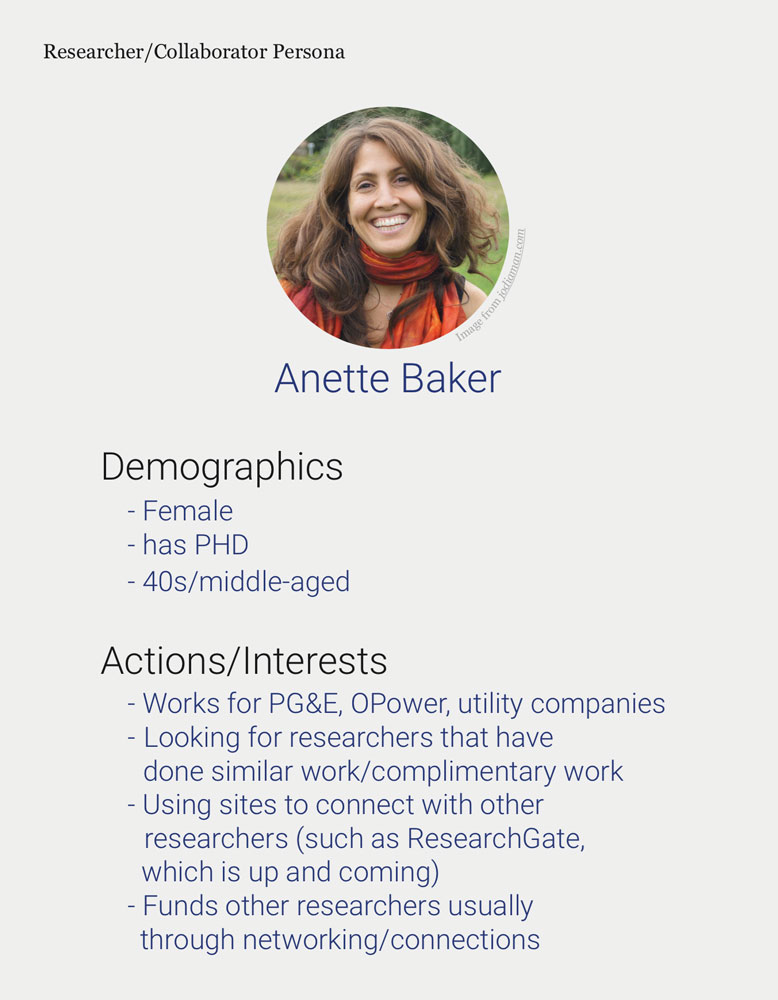 Researcher/Collaborator Persona
Image from jodiaman.com
Anette Baker
Demographics
- Female
- has PHD
- 40s/middle-aged
Actions/Interests
- Works for PG&E, OPower, utility companies
- Looking for researchers that have
done similar work/complimentary work
- Using sites to connect with other
researchers (such as ResearchGate,
which is up and coming)
- Funds other researchers usually
through networking/connections